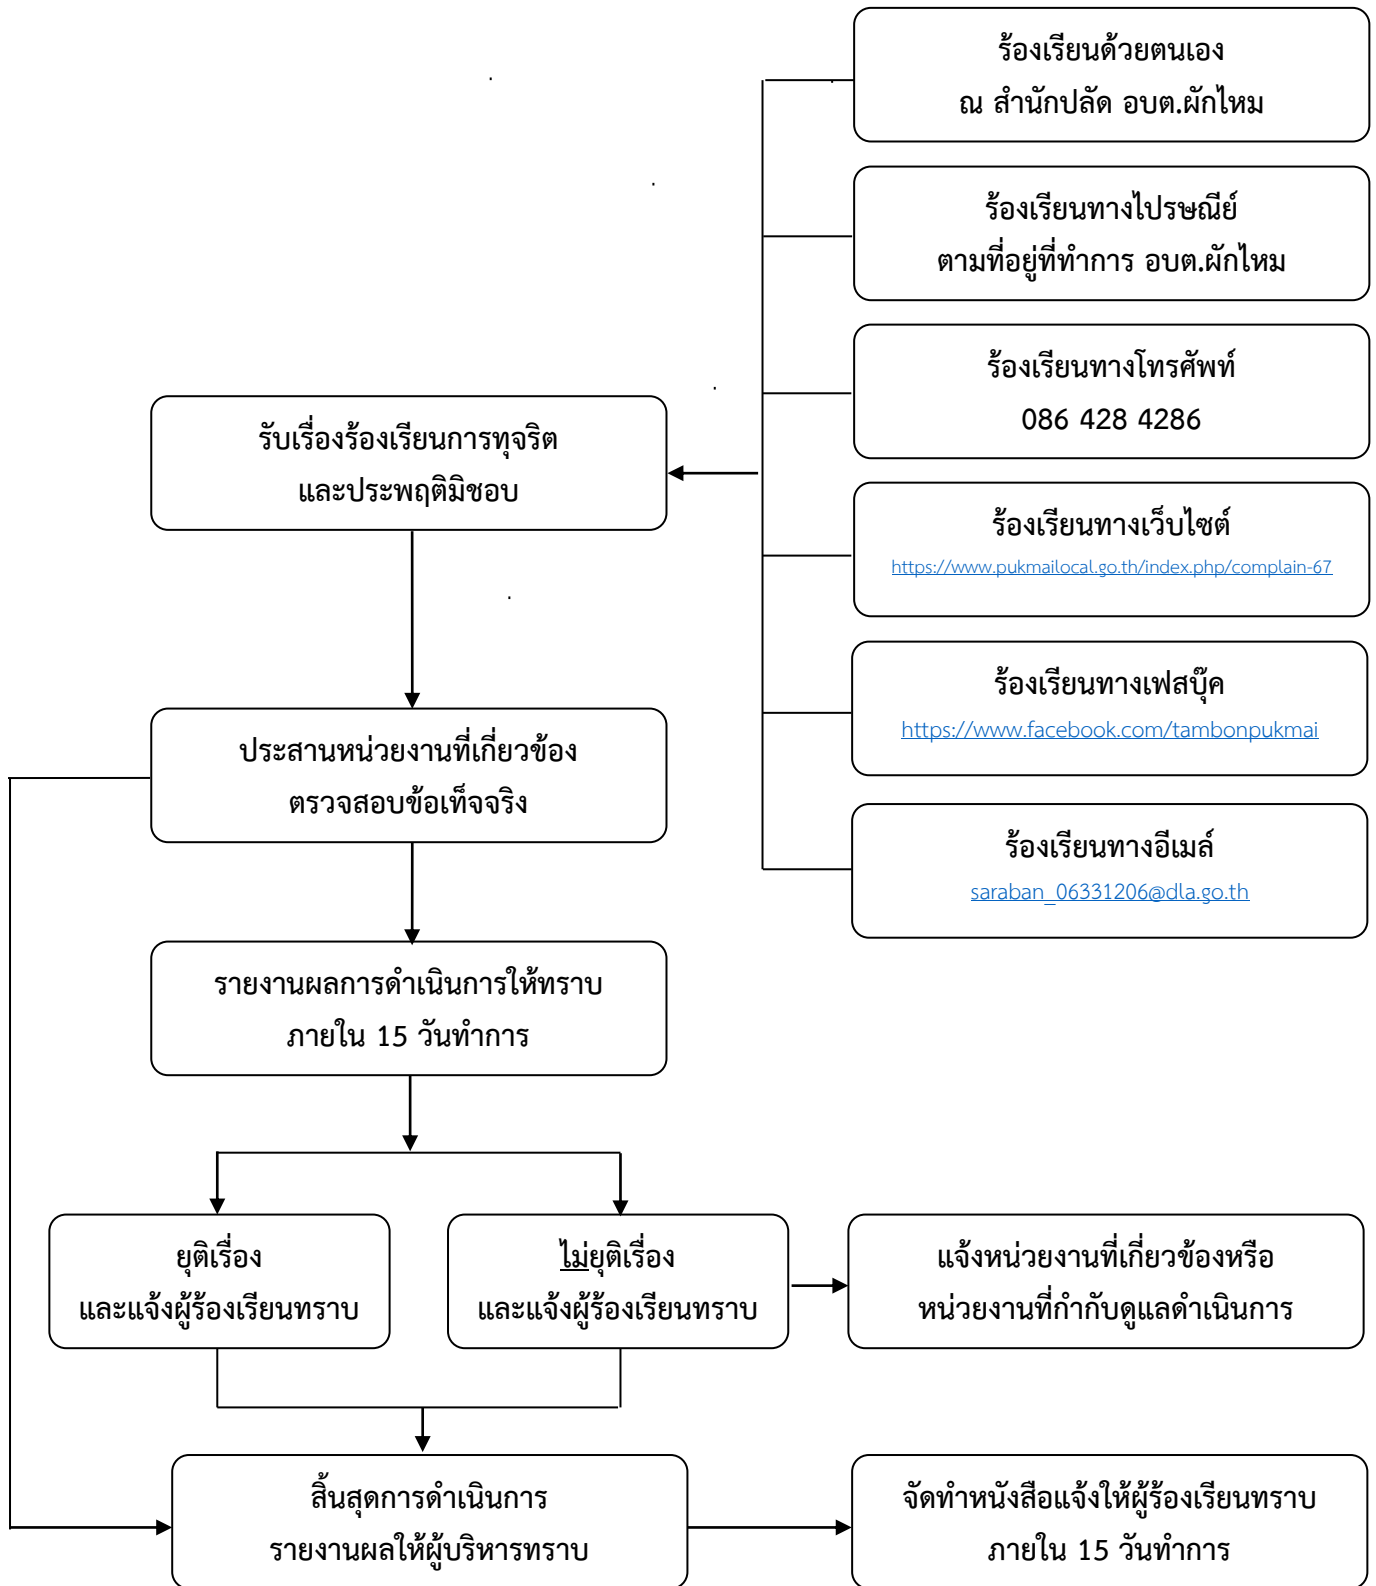 ร้องเรียนด้วยตนเอง
ณ สำนักปลัด อบต.ผักไหม
ร้องเรียนทางไปรษณีย์
ตามที่อยู่ที่ทำการ อบต.ผักไหม
ร้องเรียนทางโทรศัพท์
086 428 4286
ร้องเรียนทางเว็บไซต์
https://www.pukmailocal.go.th/index.php/complain-67
ร้องเรียนทางเฟสบุ๊ค
https://www.facebook.com/tambonpukmai
ร้องเรียนทางอีเมล์
saraban_06331206@dla.go.th
รับเรื่องร้องเรียนการทุจริต
และประพฤติมิชอบ
ประสานหน่วยงานที่เกี่ยวข้อง
ตรวจสอบข้อเท็จจริง
รายงานผลการดำเนินการให้ทราบ
ภายใน 15 วันทำการ
ยุติเรื่อง
และแจ้งผู้ร้องเรียนทราบ
ไม่ยุติเรื่อง
และแจ้งผู้ร้องเรียนทราบ
แจ้งหน่วยงานที่เกี่ยวข้องหรือ
หน่วยงานที่กำกับดูแลดำเนินการ
สิ้นสุดการดำเนินการ
รายงานผลให้ผู้บริหารทราบ
จัดทำหนังสือแจ้งให้ผู้ร้องเรียนทราบ
ภายใน 15 วันทำการ